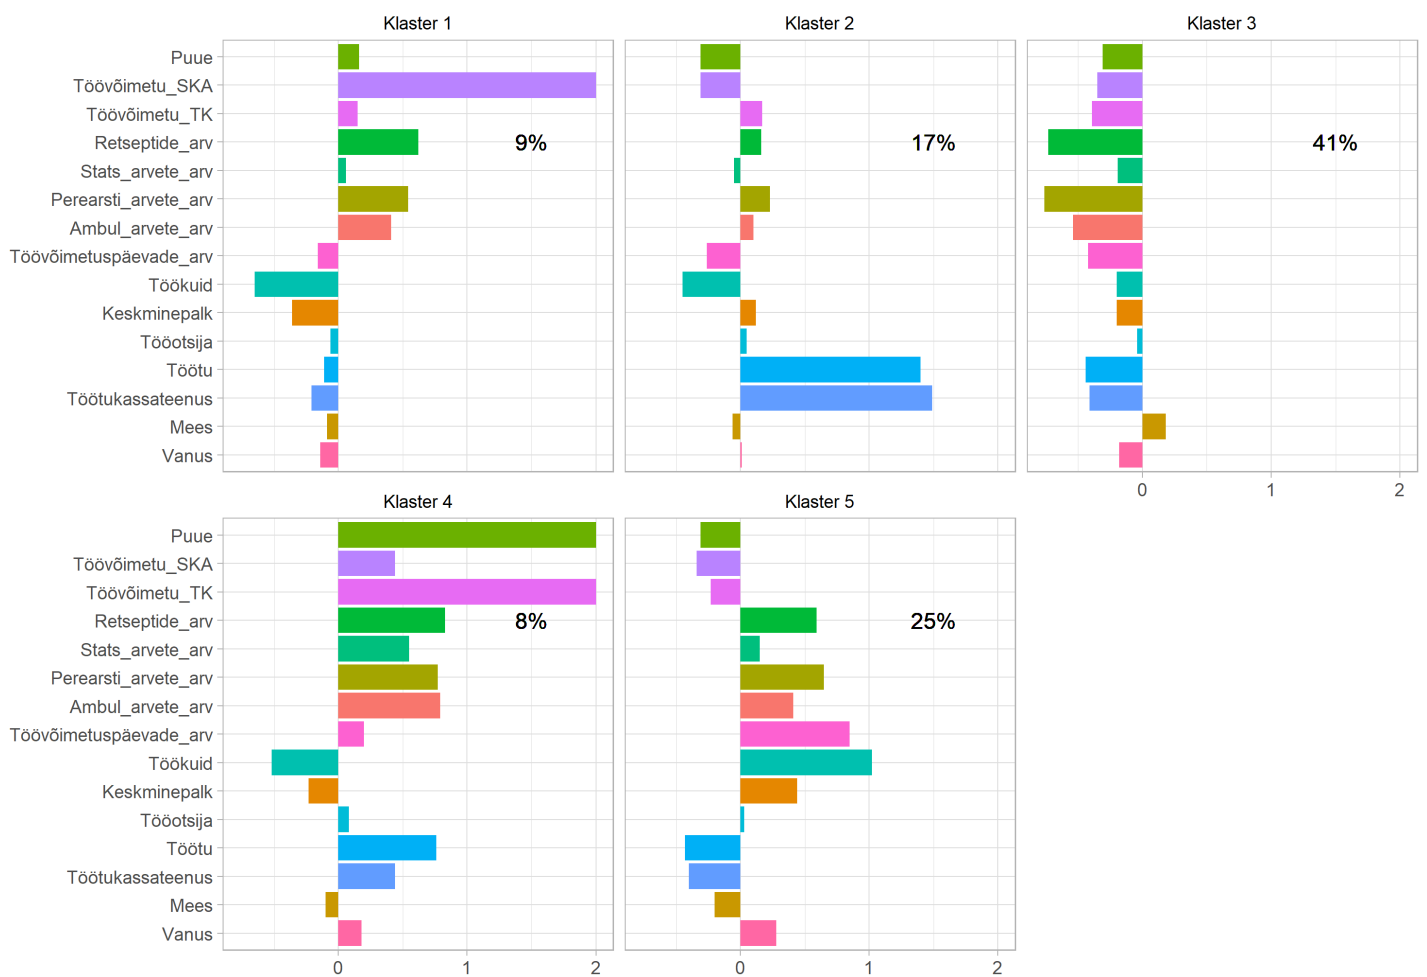 Klaster 1
Klaster 2
Klaster 3
Puue
Töövõimetu_SKA
Töövõimetu_TK
Retseptide_arv
9%
17%
41%
Stats_arvete_arv
Perearsti_arvete_arv
Ambul_arvete_arv
Töövõimetuspäevade_arv
Töökuid
Keskminepalk
Tööotsija
Töötu
Töötukassateenus
Mees
Vanus
0 1 2
Klaster 4
Klaster 5
Puue
Töövõimetu_SKA
Töövõimetu_TK
Retseptide_arv
8%
25%
Stats_arvete_arv
Perearsti_arvete_arv
Ambul_arvete_arv
Töövõimetuspäevade_arv
Töökuid
Keskminepalk
Tööotsija
Töötu
Töötukassateenus
Mees
Vanus
0 1 2
0 1 2